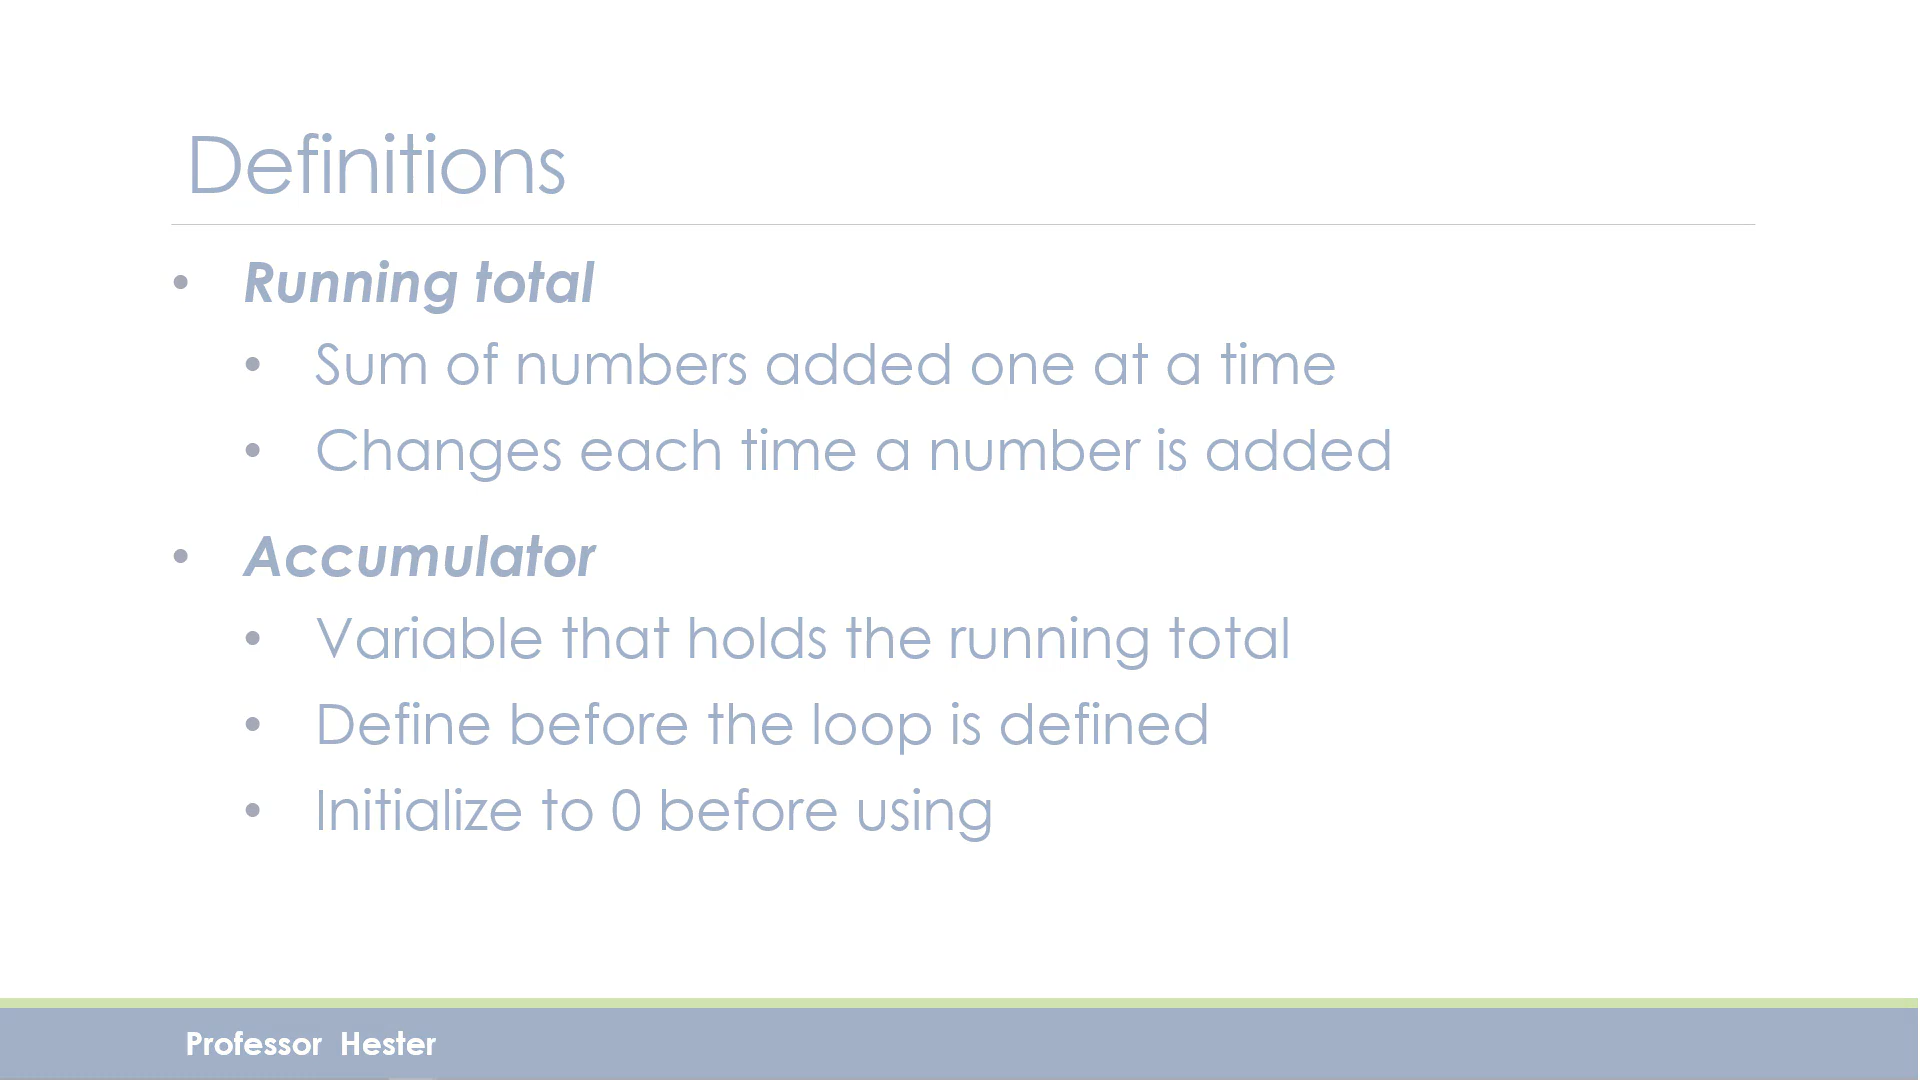 Definitions
• Running total
• Sum of numbers added one at a time
• Changes each time a number is added
• Accumulator
• Variable that holds the running total
• Define before the loop is defined
• Initialize to 0 before using
Professor Hester